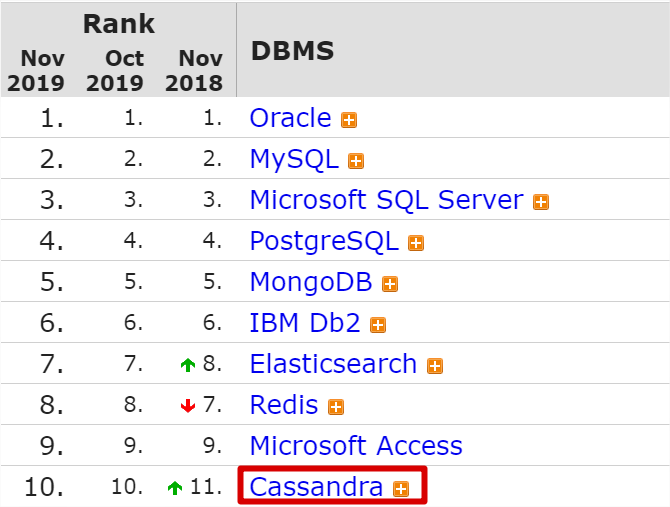 Rank
Nov 2019 Oct 2019 Nov 2018 DBMS
1. 1. 1. Oracle
2. 2. 2. MySQL
3. 3. 3. Microsoft SQL Server
4. 4. 4. PostgreSQL
5. 5. 5. MongoDB
6. 6. 6. IBM Db2
7. 7. 8. Elasticsearch
8. 8. 7. Redis
9. 9. 9. Microsoft Access
10. 10. 11. Cassandra